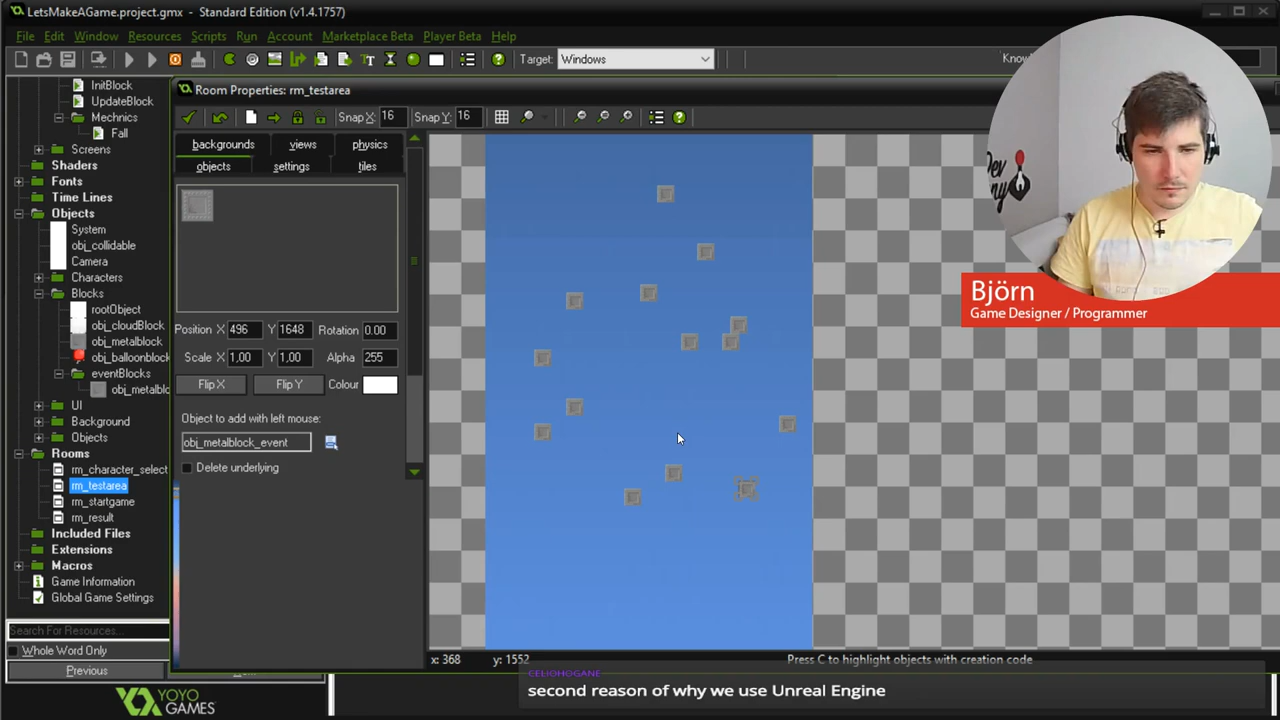 LetsMakeAGame.project.gmx - Standard Edition (v1.4.1757)
File Edit Window Resources Scripts Run Account Marketplace Beta Player Beta Help
Target: Windows
InitBlock
UpdateBlock
Mechnics
Fall
Screens
Shaders
Fonts
Time Lines
Objects
System
obj_collidable
Camera
Characters
Blocks
rootObject
obj_cloudBlock
obj_metalblock
obj_balloonblock
eventBlocks
obj_metalblo
UI
Background
Objects
Rooms
rm_character_select
rm_testarea
rm_startgame
rm_result
Included Files
Extensions
Macros
Game Information
Global Game Settings
Search For Resources...
Whole Word Only
Previous
YOYO
GAMES
Room Properties: rm_testarea
Snap X: 16 Snap Y: 16
backgrounds views physics
objects settings tiles
Position X 496 Y 1648 Rotation 0.00
Scale X 1,00 Y 1,00 Alpha 255
Flip X Flip Y Colour
Object to add with left mouse:
obj_metalblock_event
Delete underlying
x: 368 y: 1552 Press C to highlight objects with creation code
Björn
Game Designer / Programmer
CELIOHOGANE
second reason of why we use Unreal Engine